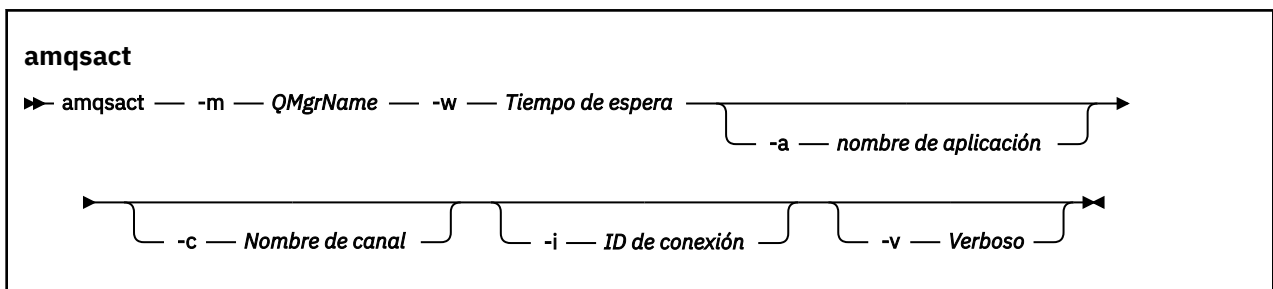 amqsact
amqsact -m QMgrName -w Tiempo de espera
-a nombre de aplicación
-c Nombre de canal -i ID de conexión -v Verboso